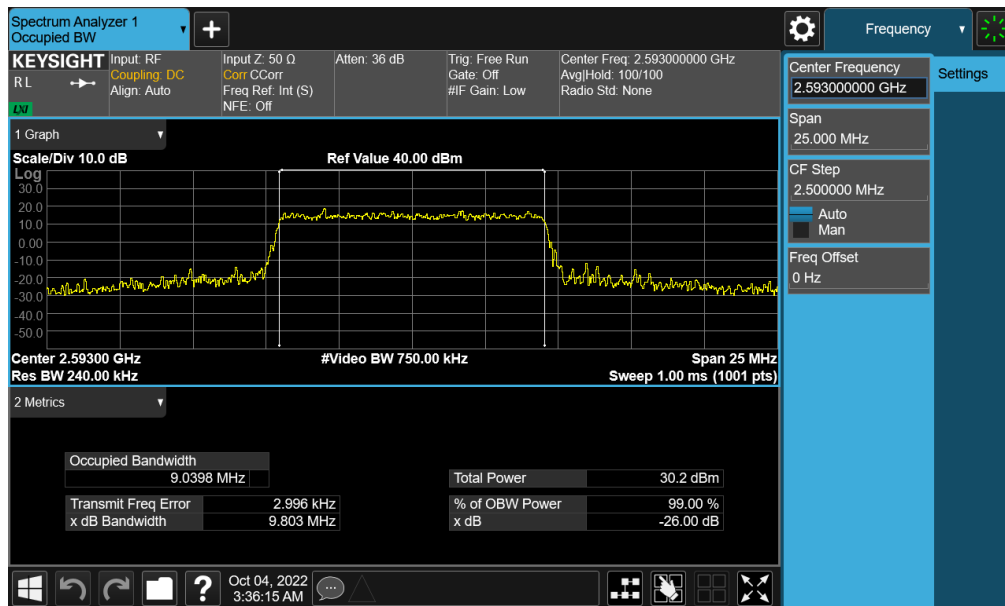 Spectrum Analyzer 1
Occupied BW
+
Frequency
KEYSIGHT
RL
LXI
Input: RF
Coupling: DC
Align: Auto
Input Z: 50 Ω
Corr CCorr
Freq Ref: Int (S)
NFE: Off
Atten: 36 dB
Trig: Free Run
Gate: Off
#IF Gain: Low
Center Freq: 2.593000000 GHz
Avg|Hold: 100/100
Radio Std: None
Center Frequency
2.593000000 GHz
Settings
Span
25.000 MHz
CF Step
2.500000 MHz
Auto
Man
Freq Offset
0 Hz
1 Graph
Scale/Div 10.0 dB
Ref Value 40.00 dBm
Log
30.0
20.0
10.0
0.00
-10.0
-20.0
-30.0
-40.0
-50.0
Center 2.59300 GHz
#Video BW 750.00 kHz
Span 25 MHz
Res BW 240.00 kHz
Sweep 1.00 ms (1001 pts)
2 Metrics
Occupied Bandwidth
9.0398 MHz
Total Power 30.2 dBm
Transmit Freq Error 2.996 kHz
% of OBW Power 99.00 %
x dB Bandwidth 9.803 MHz
x dB -26.00 dB
?
Oct 04, 2022
3:36:15 AM